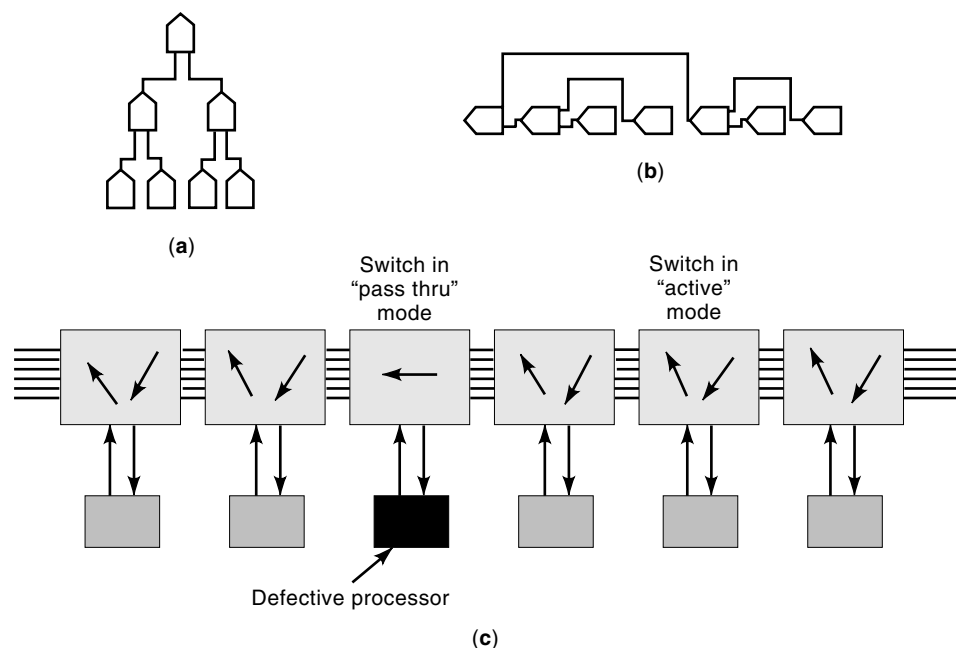 (a)
(b)
Switch in
“pass thru”
mode
Switch in
“active”
mode
Defective processor
(c)